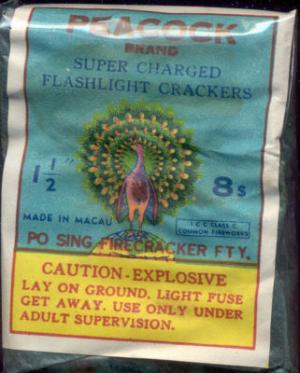 PEACOCK
BRAND
SUPER CHARGED
FLASHLIGHT CRACKERS
1 1/2" 8s
MADE IN MACAU
I C C CLASS C
COMMON FIREWORKS
PO SING FIRECRACKER FTY.
CAUTION-EXPLOSIVE
LAY ON GROUND. LIGHT FUSE
GET AWAY. USE ONLY UNDER
ADULT SUPERVISION.